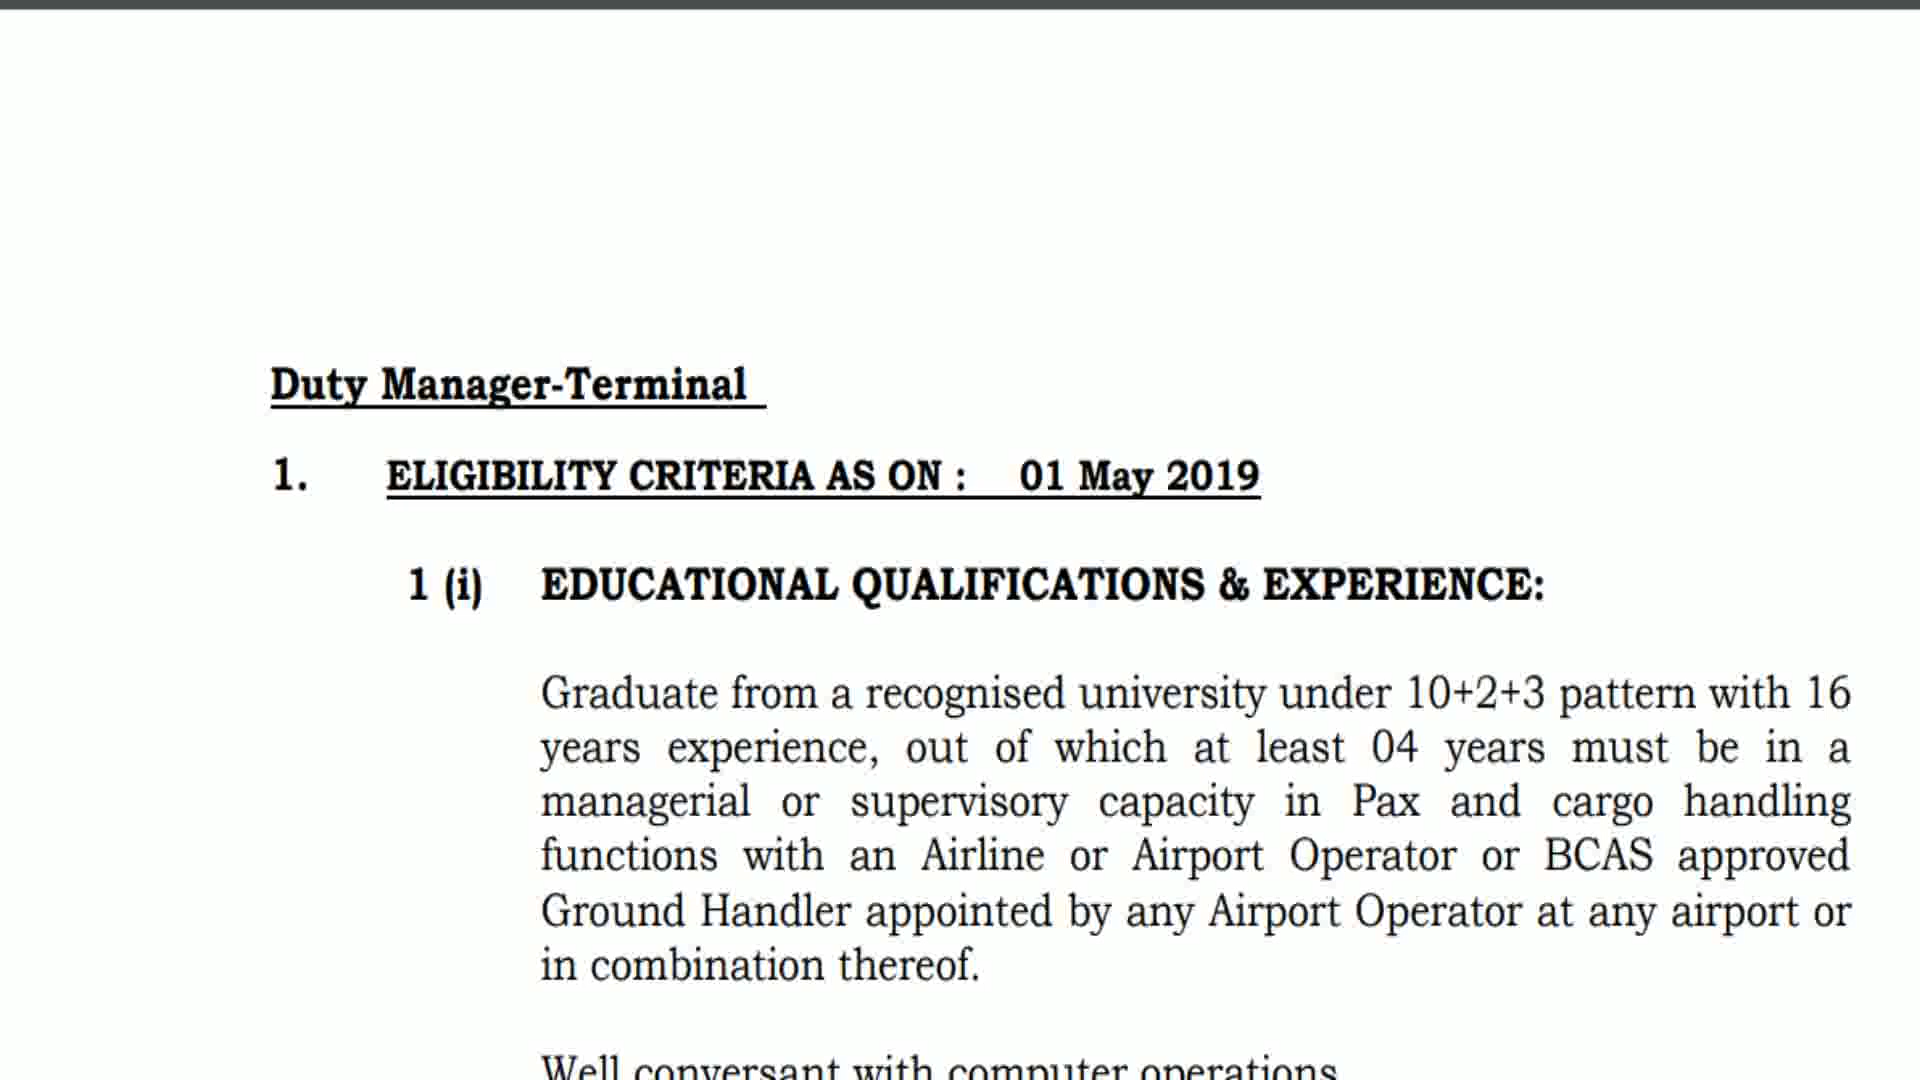 Duty Manager-Terminal
1. ELIGIBILITY CRITERIA AS ON : 01 May 2019
1 (i) EDUCATIONAL QUALIFICATIONS & EXPERIENCE:
Graduate from a recognised university under 10+2+3 pattern with 16
years experience, out of which at least 04 years must be in a
managerial or supervisory capacity in Pax and cargo handling
functions with an Airline or Airport Operator or BCAS approved
Ground Handler appointed by any Airport Operator at any airport or
in combination thereof.
Well conversant with computer operations